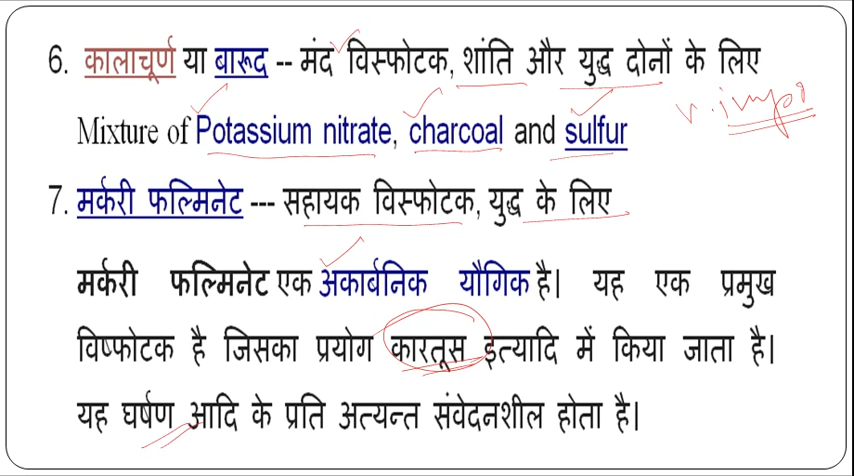 6. कालाचूर्ण या बारूद -- मंद विस्फोटक, शांति और युद्ध दोनों के लिए
Mixture of Potassium nitrate, charcoal and sulfur
v. impo
7. मर्करी फल्मिनेट --- सहायक विस्फोटक, युद्ध के लिए
मर्करी फल्मिनेट एक अकार्बनिक यौगिक है। यह एक प्रमुख
विष्फोटक है जिसका प्रयोग कारतूस इत्यादि में किया जाता है।
यह घर्षण आदि के प्रति अत्यन्त संवेदनशील होता है।